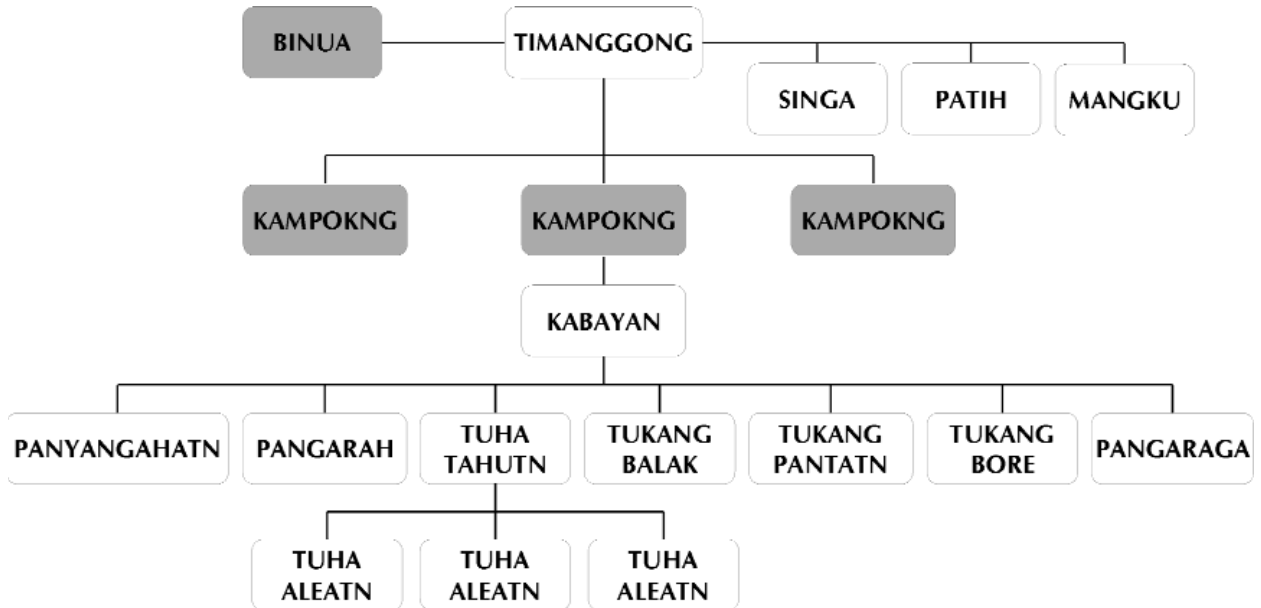 BINUA
TIMANGGONG
SINGA
PATIH
MANGKU
KAMPOKNG
KAMPOKNG
KAMPOKNG
KABAYAN
PANYANGAHATN
PANGARAH
TUHA
TAHUTN
TUKANG
BALAK
TUKANG
PANTATN
TUKANG
BORE
PANGARAGA
TUHA
ALEATN
TUHA
ALEATN
TUHA
ALEATN